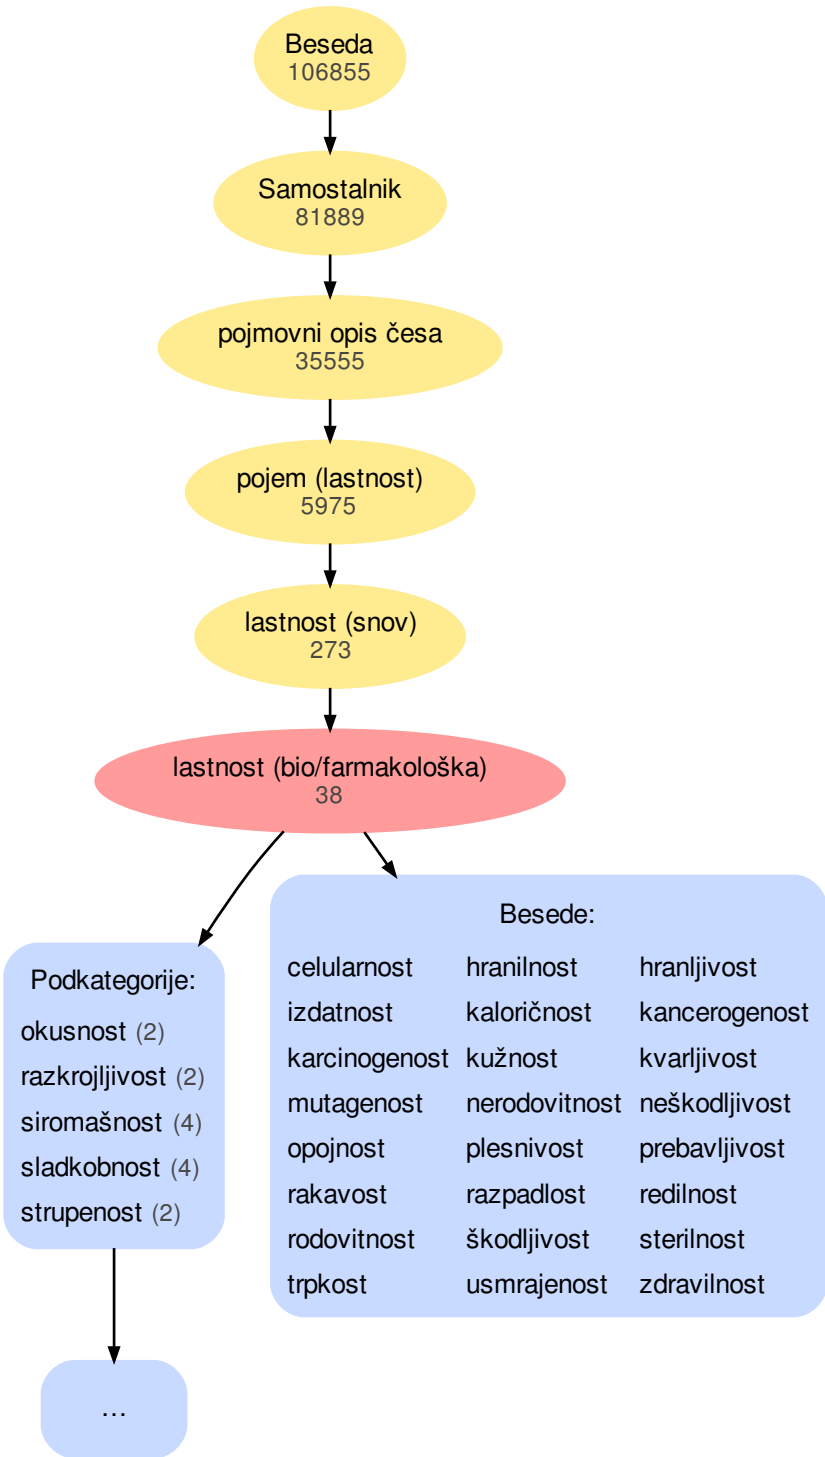 Beseda
106855
Samostalnik
81889
pojmovni opis česa
35555
pojem (lastnost)
5975
lastnost (snov)
273
lastnost (bio/farmakološka)
38
Podkategorije:
okusnost (2)
razkrojljivost (2)
siromašnost (4)
sladkobnost (4)
strupenost (2)
...
Besede:
celularnost hranilnost hranljivost
izdatnost kaloričnost kancerogenost
karcinogenost kužnost kvarljivost
mutagenost nerodovitnost neškodljivost
opojnost plesnivost prebavljivost
rakavost razpadlost redilnost
rodovitnost škodljivost sterilnost
trpkost usmrajenost zdravilnost